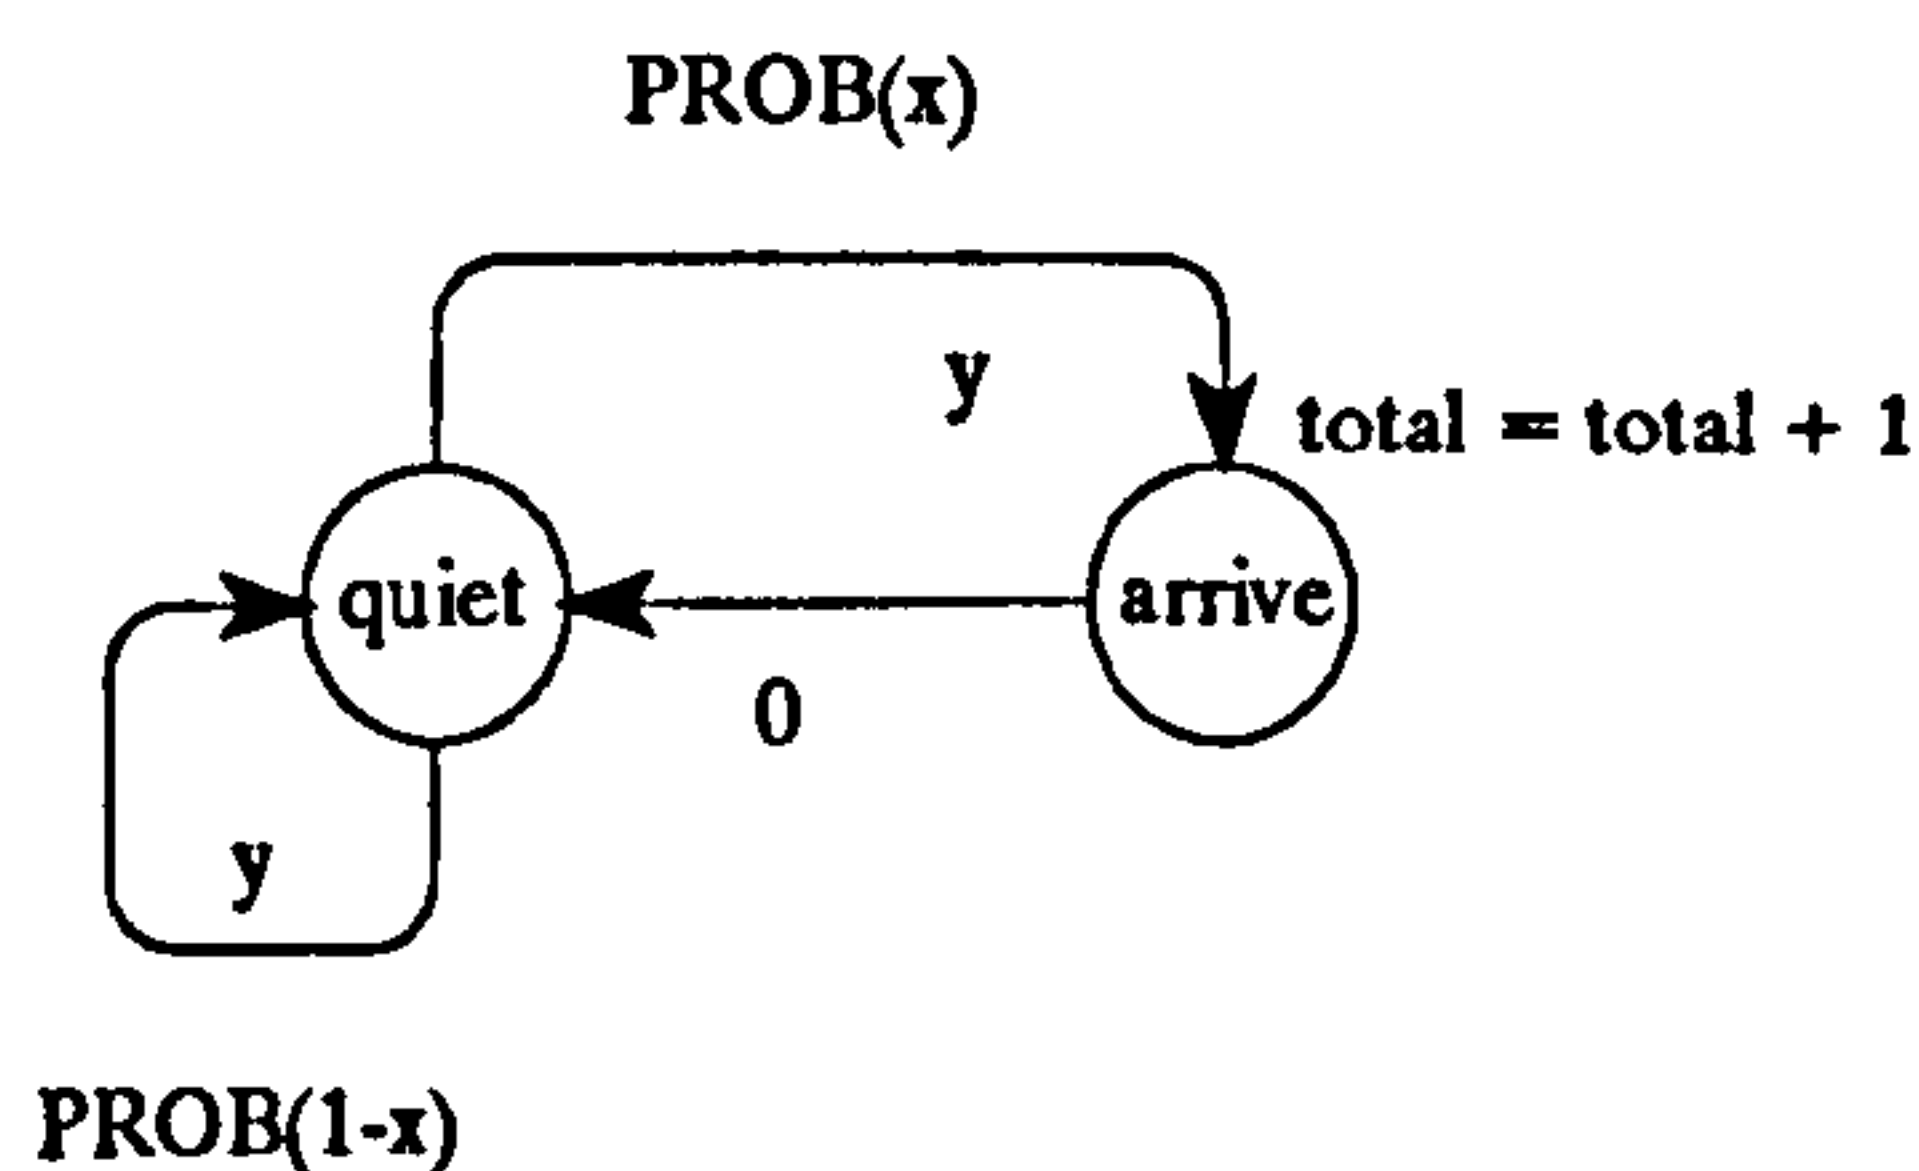 PROB(x)
y
total = total + 1
quiet
arrive
0
y
PROB(1-x)